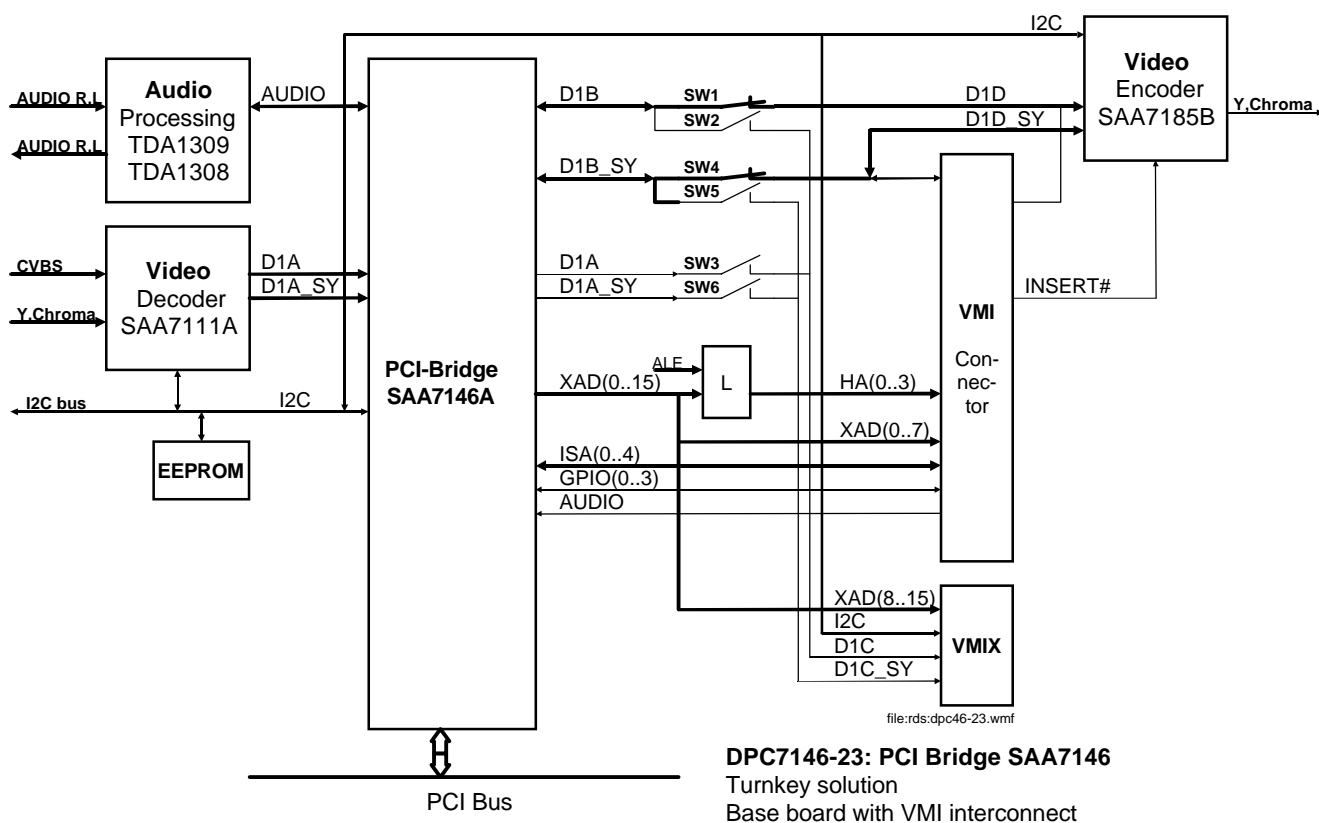 I2C
Audio
Processing
TDA1309
TDA1308
AUDIO R,L
AUDIO R,L
AUDIO
Video
Decoder
SAA7111A
CVBS
Y,Chroma
D1A
D1A_SY
I2C bus
I2C
EEPROM
PCI-Bridge
SAA7146A
D1B
D1B_SY
D1A
D1A_SY
XAD(0..15)
ISA(0..4)
GPIO(0..3)
AUDIO
SW1
SW2
SW4
SW5
SW3
SW6
ALE
L
D1D
D1D_SY
Video
Encoder
SAA7185B
Y,Chroma
INSERT#
VMI
Con-
nec-
tor
HA(0..3)
XAD(0..7)
XAD(8..15)
I2C
D1C
D1C_SY
VMIX
file:rds:dpc46-23.wmf
PCI Bus
DPC7146-23: PCI Bridge SAA7146
Turnkey solution
Base board with VMI interconnect